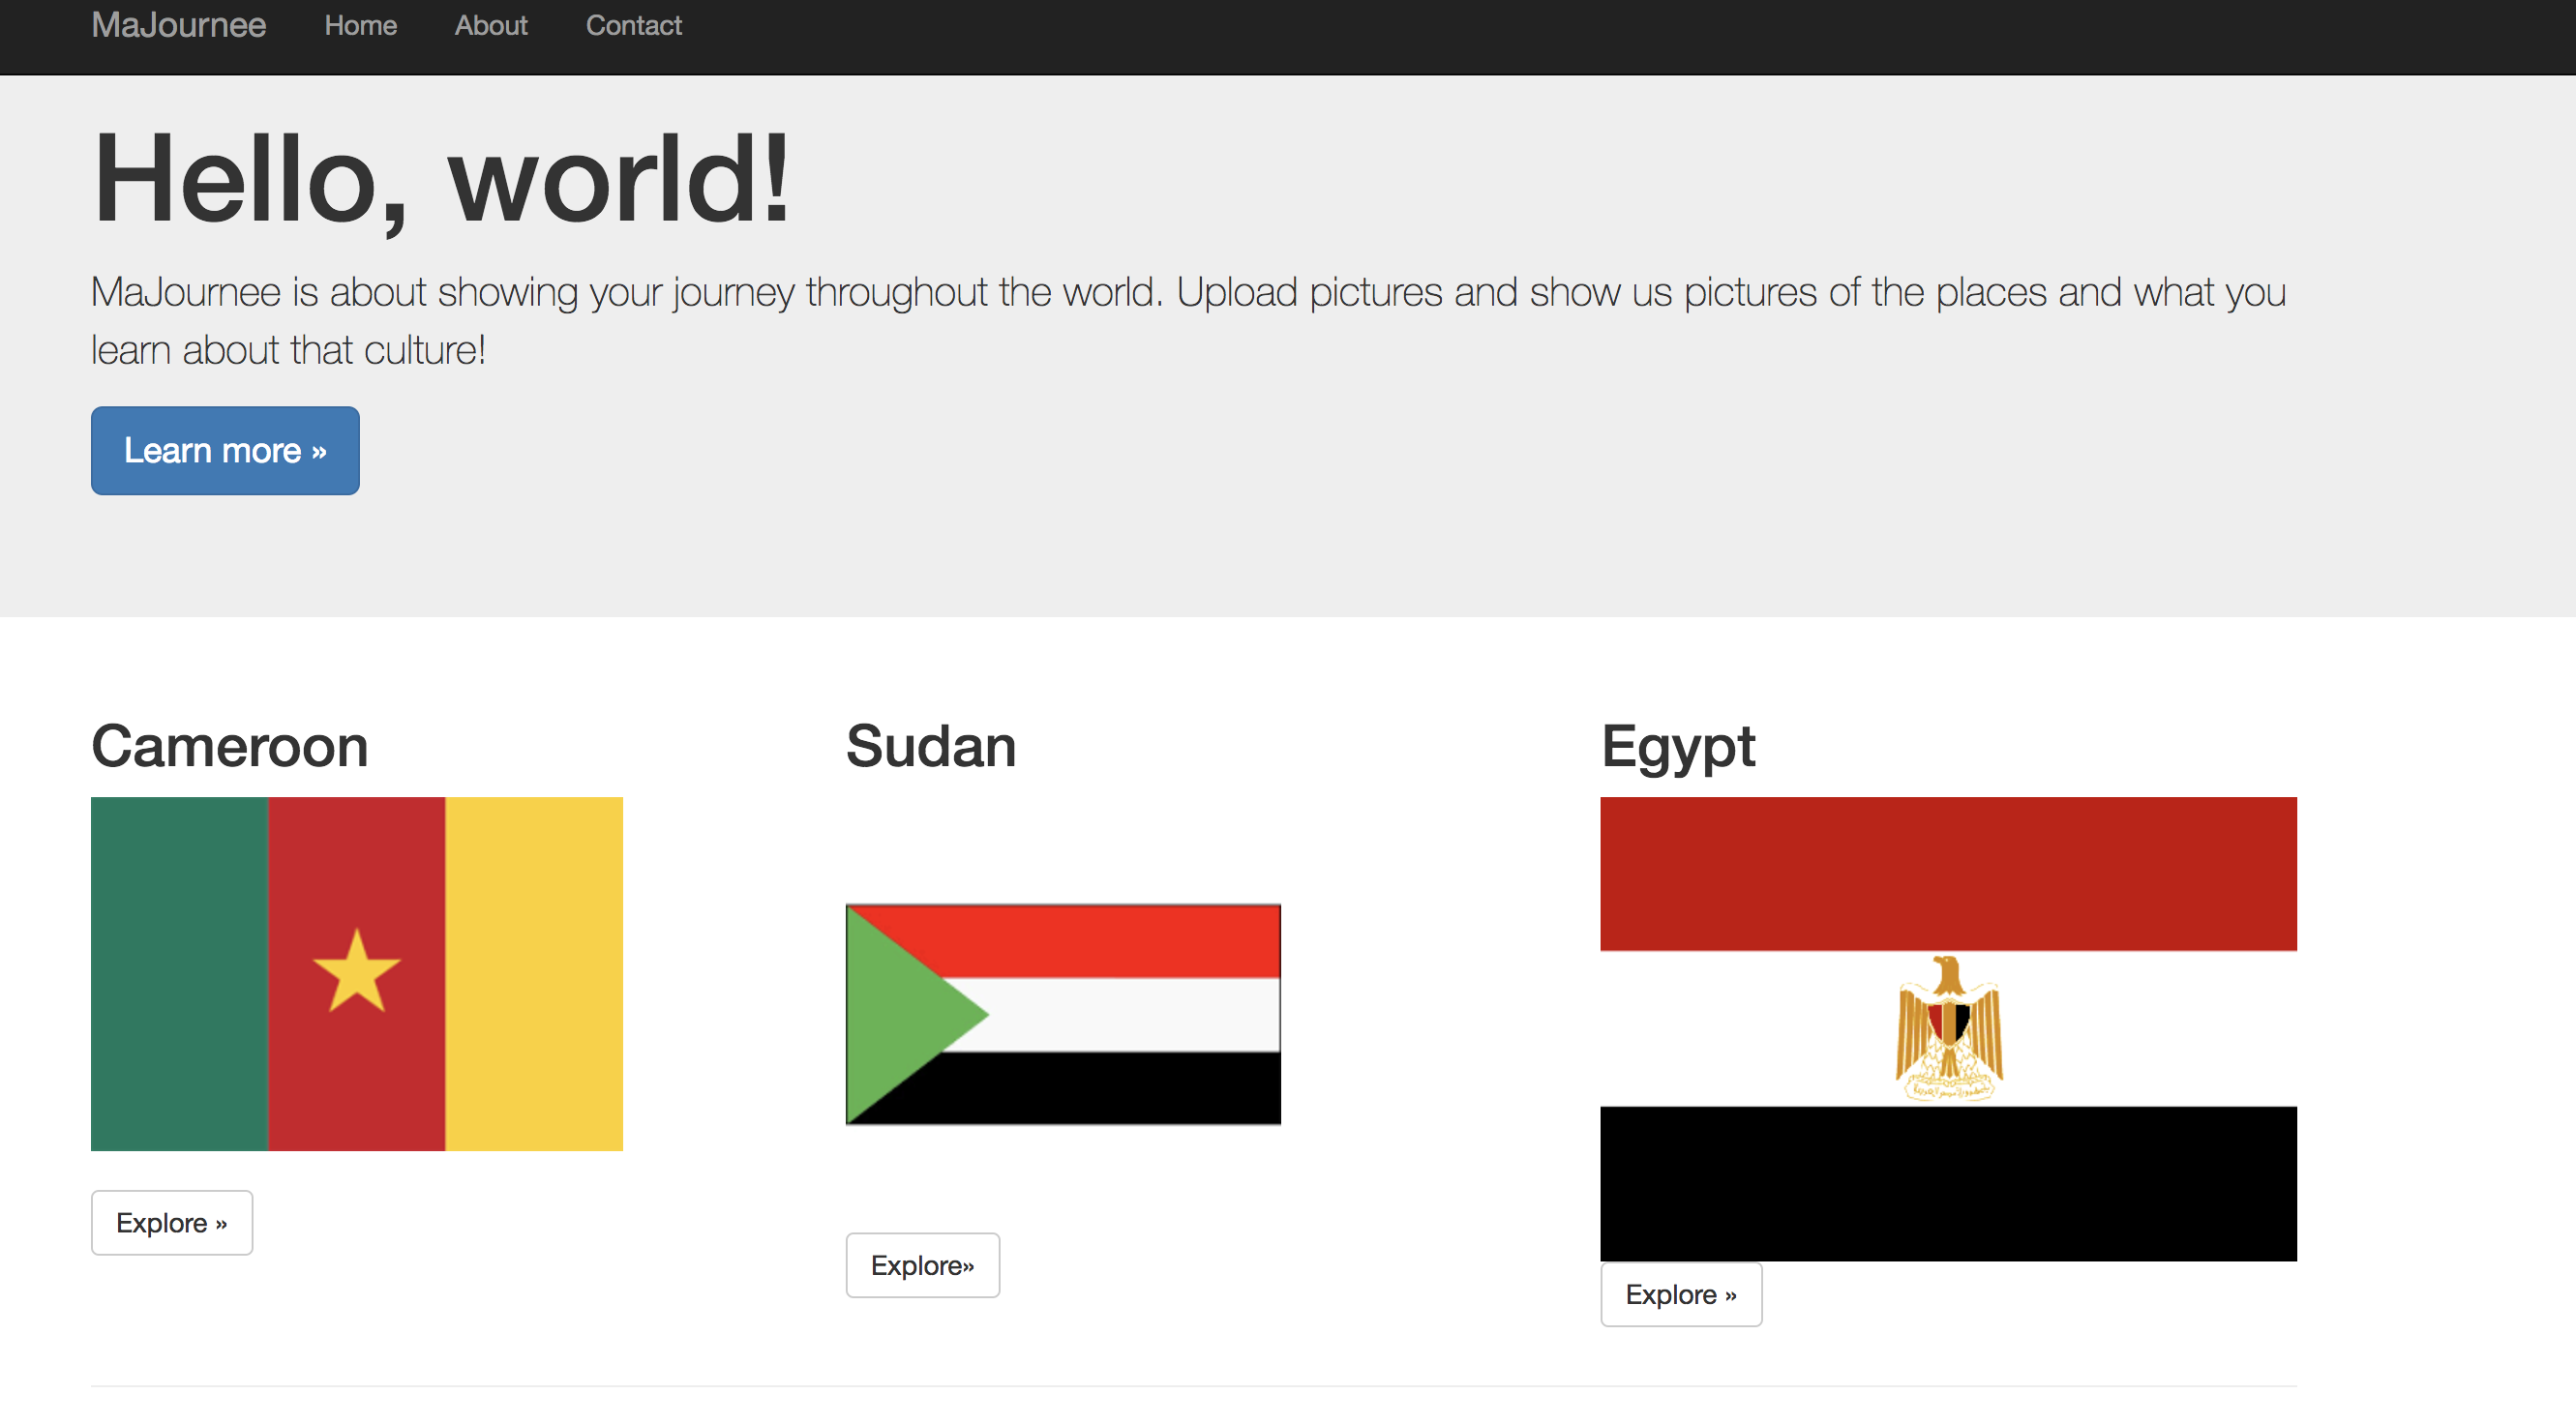 MaJournee Home About Contact
Hello, world!
MaJournee is about showing your journey throughout the world. Upload pictures and show us pictures of the places and what you
learn about that culture!
Learn more »
Cameroon Sudan Egypt
Explore »
Explore»
Explore »